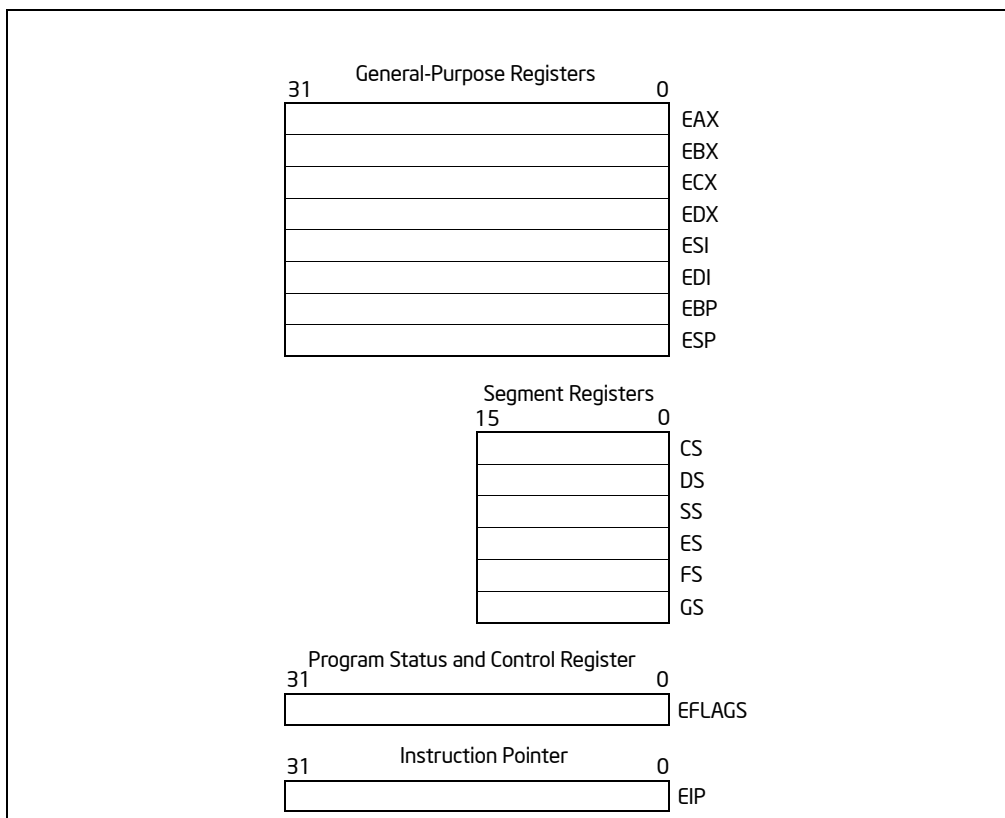 General-Purpose Registers
31 0
EAX
EBX
ECX
EDX
ESI
EDI
EBP
ESP
Segment Registers
15 0
CS
DS
SS
ES
FS
GS
Program Status and Control Register
31 0
EFLAGS
Instruction Pointer
31 0
EIP